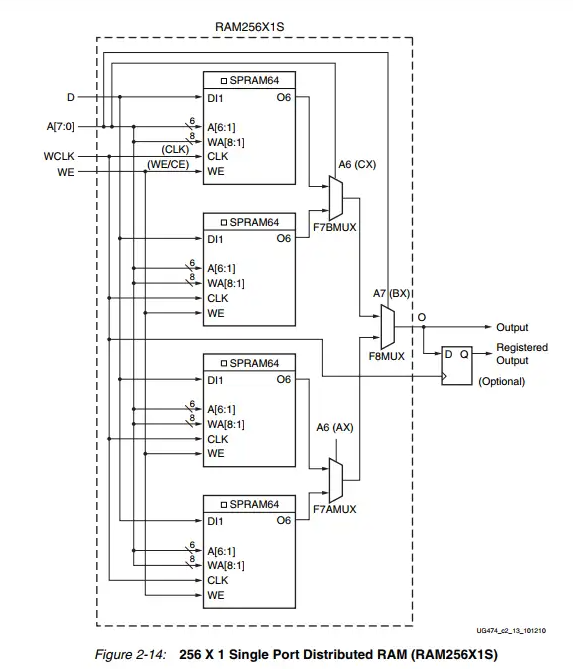 RAM256X1S
SPRAM64
D
DI1
O6
A[7:0]
6
A[6:1]
8
WA[8:1]
WCLK
(CLK)
CLK
WE
(WE/CE)
WE
A6 (CX)
F7BMUX
SPRAM64
DI1
O6
6
A[6:1]
8
WA[8:1]
CLK
WE
A7 (BX)
O
Output
F8MUX
D Q
Registered
Output
(Optional)
SPRAM64
DI1
O6
6
A[6:1]
8
WA[8:1]
CLK
WE
A6 (AX)
F7AMUX
SPRAM64
DI1
O6
6
A[6:1]
8
WA[8:1]
CLK
WE
UG474_c2_13_101210
Figure 2-14: 256 X 1 Single Port Distributed RAM (RAM256X1S)